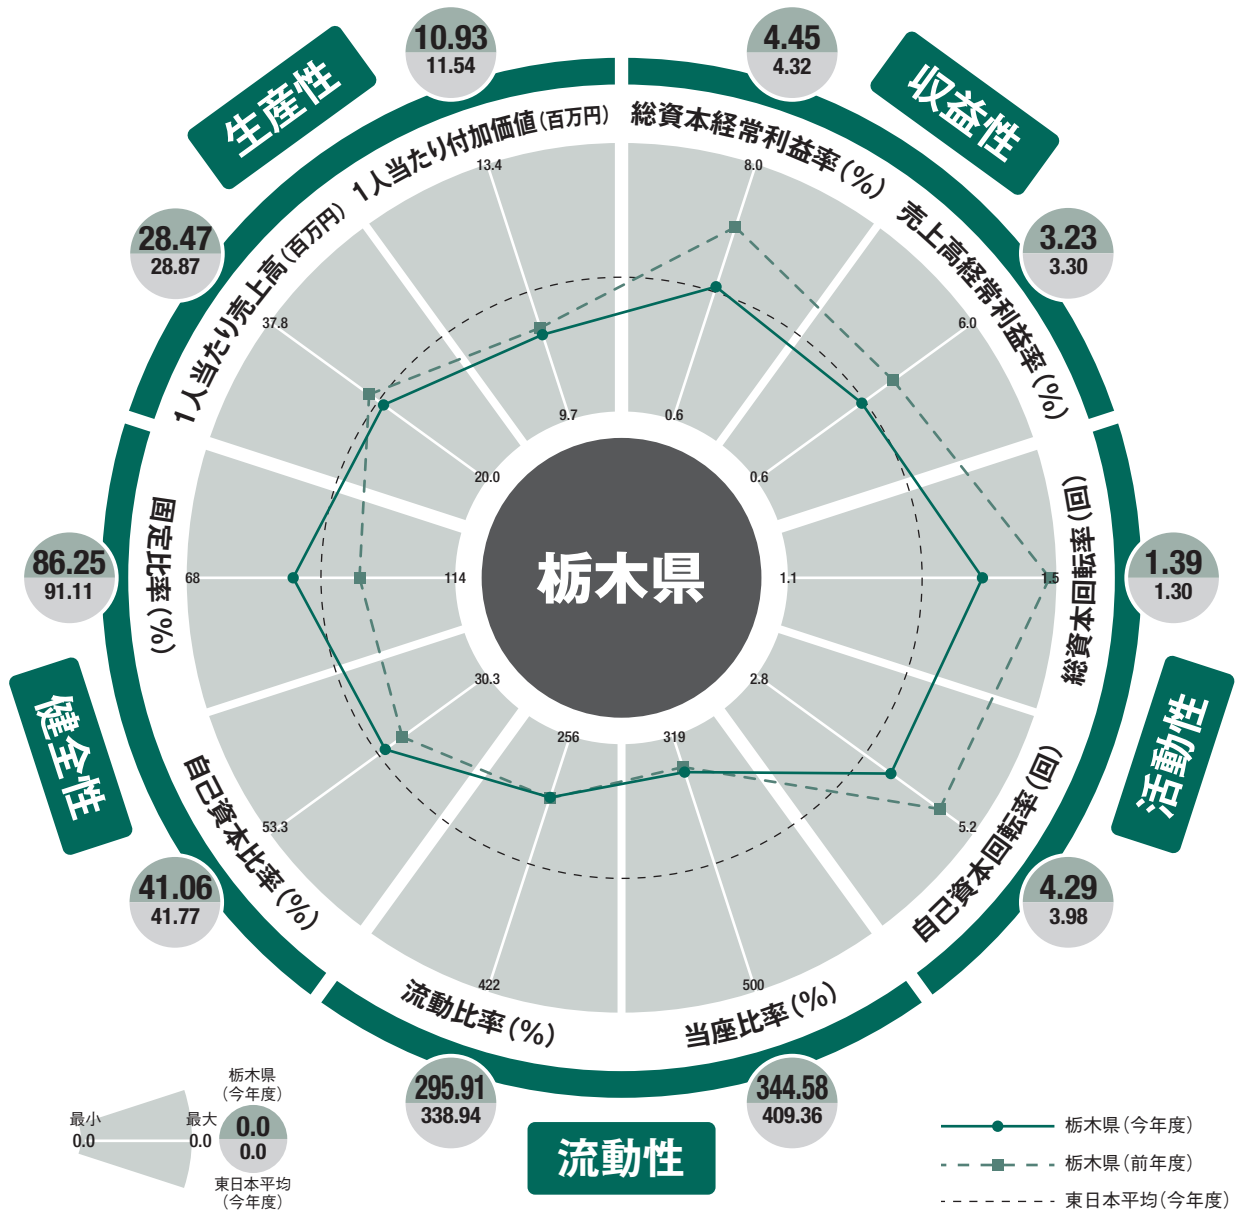 生産性
10.93
11.54
4.45
4.32
収益性
1人当たり付加価値(百万円)
総資本経常利益率(%)
13.4
8.0
28.47
28.87
3.23
3.30
1人当たり売上高(百万円)
売上高経常利益率(%)
37.8
6.0
9.7
0.6
20.0
0.6
86.25
91.11
固定比率(%)
68
114
栃木県
1.1
1.5
総資本回転率(回)
1.39
1.30
30.3
2.8
256
319
健全性
活動性
自己資本比率(%)
53.3
5.2
自己資本回転率(回)
41.06
41.77
4.29
3.98
422
500
流動比率(%)
当座比率(%)
295.91
338.94
344.58
409.36
流動性
栃木県
(今年度)
最小
最大
0.0
0.0
0.0
0.0
東日本平均
(今年度)
栃木県(今年度)
栃木県(前年度)
東日本平均(今年度)